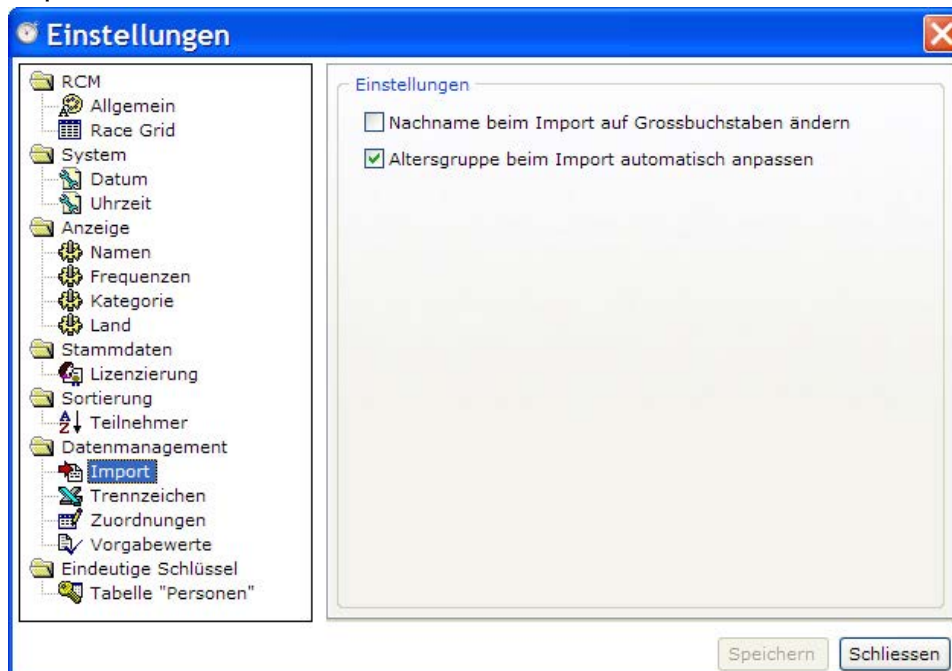 Einstellungen
RCM
Allgemein
Race Grid
System
Datum
Uhrzeit
Anzeige
Namen
Frequenzen
Kategorie
Land
Stammdaten
Lizenzierung
Sortierung
Teilnehmer
Datenmanagement
Import
Trennzeichen
Zuordnungen
Vorgabewerte
Eindeutige Schlüssel
Tabelle "Personen"
Einstellungen
Nachname beim Import auf Grossbuchstaben ändern
Altersgruppe beim Import automatisch anpassen
Speichern
Schliessen